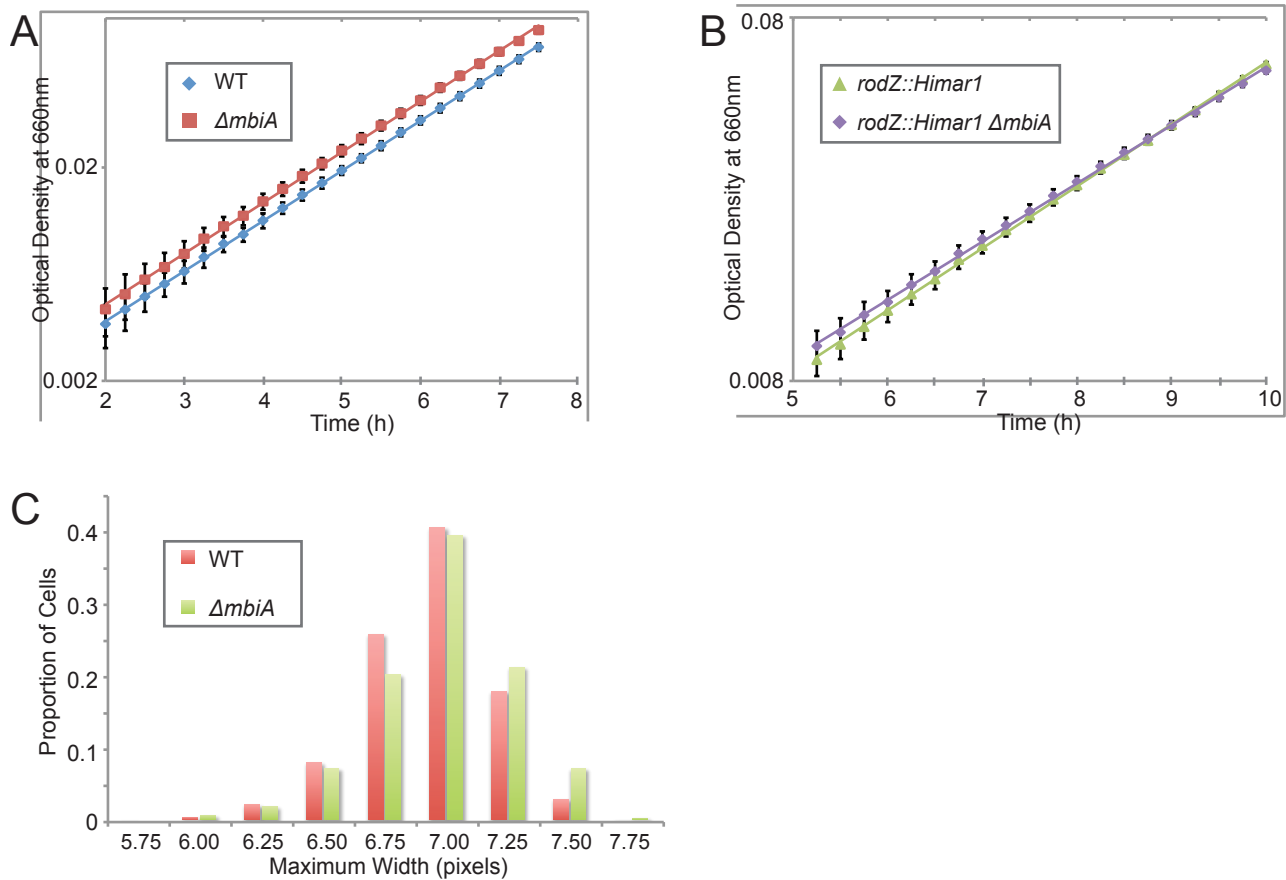 A
WT
ΔmbiA
Optical Density at 660nm
0.02
0.002
2 3 4 5 6 7 8
Time (h)
B
0.08
rodZ::Himar1
rodZ::Himar1 ΔmbiA
Optical Density at 660nm
0.008
5 6 7 8 9 10
Time (h)
C
WT
ΔmbiA
Proportion of Cells
0.4
0.3
0.2
0.1
0
5.75 6.00 6.25 6.50 6.75 7.00 7.25 7.50 7.75
Maximum Width (pixels)